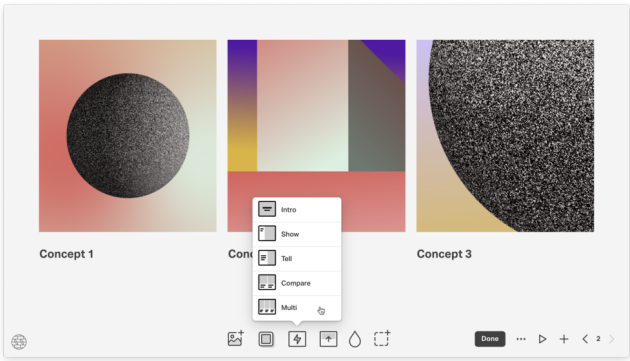 Concept 1
Conc
Concept 3
Intro
Show
Tell
Compare
Multi
Done
2